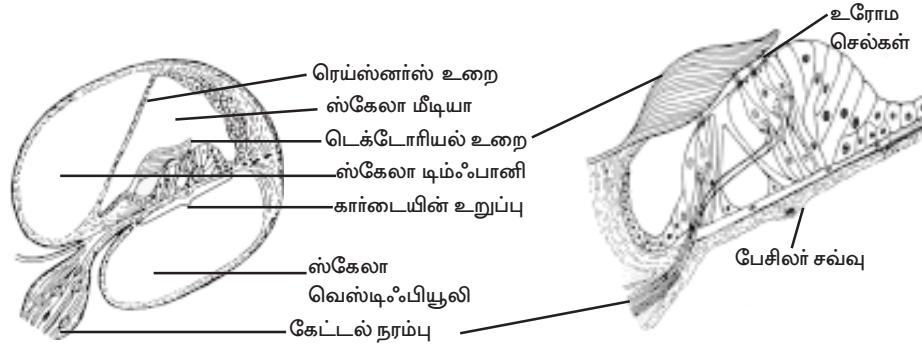 உரோம
செல்கள்
ரெய்ஸ்னர்ஸ் உறை
ஸ்கேலா மீடியா
டெக்டோரியல் உறை
ஸ்கேலா டிம்ஃபானி
கார்டையின் உறுப்பு
ஸ்கேலா
வெஸ்டிஃபியூலி
கேட்டல் நரம்பு
பேசிலர் சவ்வு